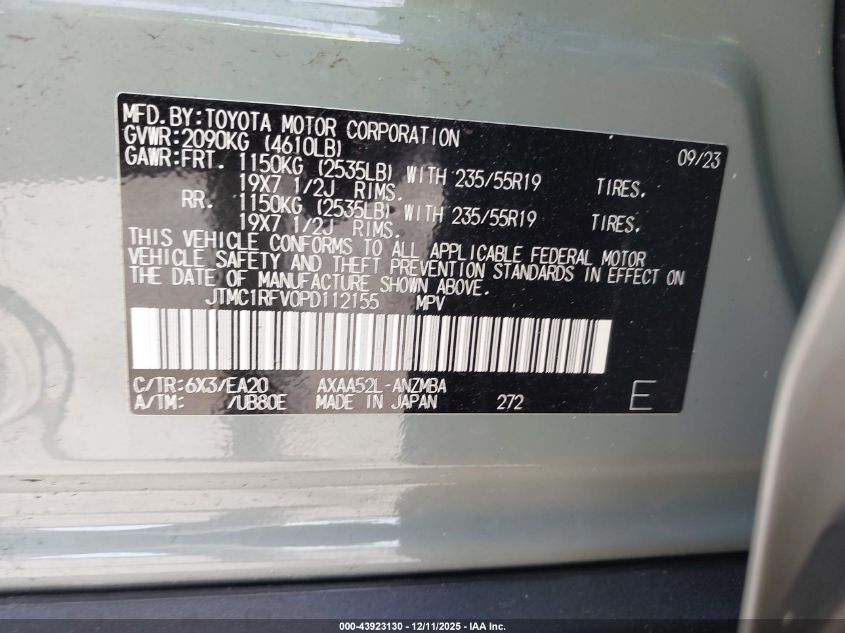 MFD.BY:TOYOTA MOTOR CORPORATION 09/23
GVWR:2090KG (4610LB)
GAWR:FRT. 1150KG (2535LB) WITH 235/55R19 TIRES.
19X7 1/2J RIMS.
RR. 1150KG (2535LB) WITH 235/55R19 TIRES.
19X7 1/2J RIMS.
THIS VEHICLE CONFORMS TO ALL APPLICABLE FEDERAL MOTOR
VEHICLE SAFETY AND THEFT PREVENTION STANDARDS IN EFFECT ON
THE DATE OF MANUFACTURE SHOWN ABOVE.
JTMC1RFV0PD112155 MPV
C/TR:6X3/EA20 AXAA52L-ANZMBA
A/TM: /UB80E MADE IN JAPAN 272 E
000-43923130 - 12/11/2025 - IAA Inc.